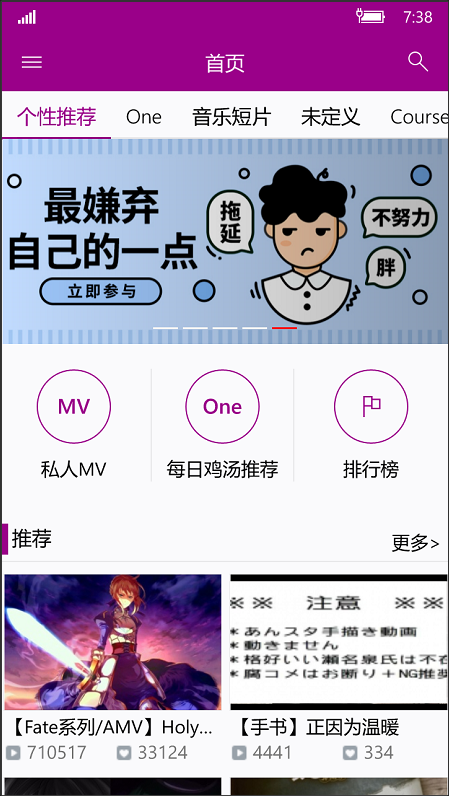 7:38
首页
个性推荐 One 音乐短片 未定义 Course
最嫌弃
自己的一点
立即参与
拖延
不努力
胖
MV One
私人MV 每日鸡汤推荐 排行榜
推荐 更多>
※※ 注意 ※※
*あんスタ手描き動画
*動きません
*格好いい瀬名泉氏は不在
*腐コメはお断り+NG推奨
【Fate系列/AMV】Holy... 【手书】正因为温暖
710517 33124 4441 334